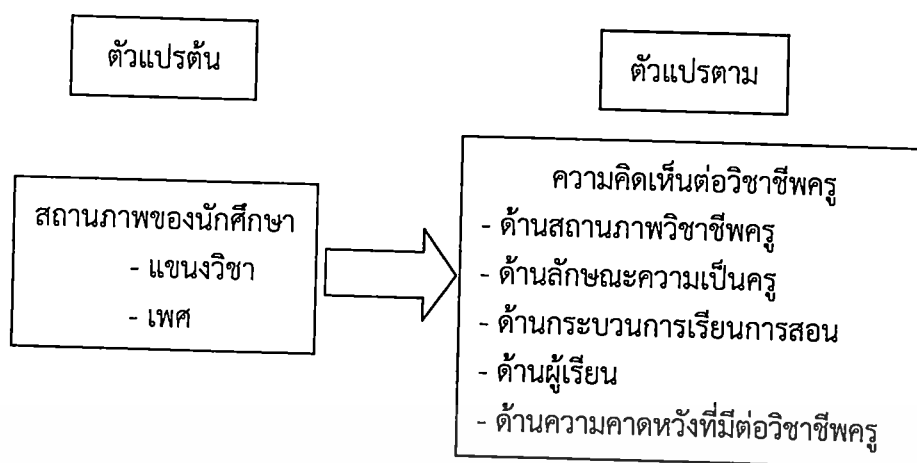 ตัวแปรต้น
ตัวแปรตาม
สถานภาพของนักศึกษา
- แขนงวิชา
- เพศ
ความคิดเห็นต่อวิชาชีพครู
- ด้านสถานภาพวิชาชีพครู
- ด้านลักษณะความเป็นครู
- ด้านกระบวนการเรียนการสอน
- ด้านผู้เรียน
- ด้านความคาดหวังที่มีต่อวิชาชีพครู